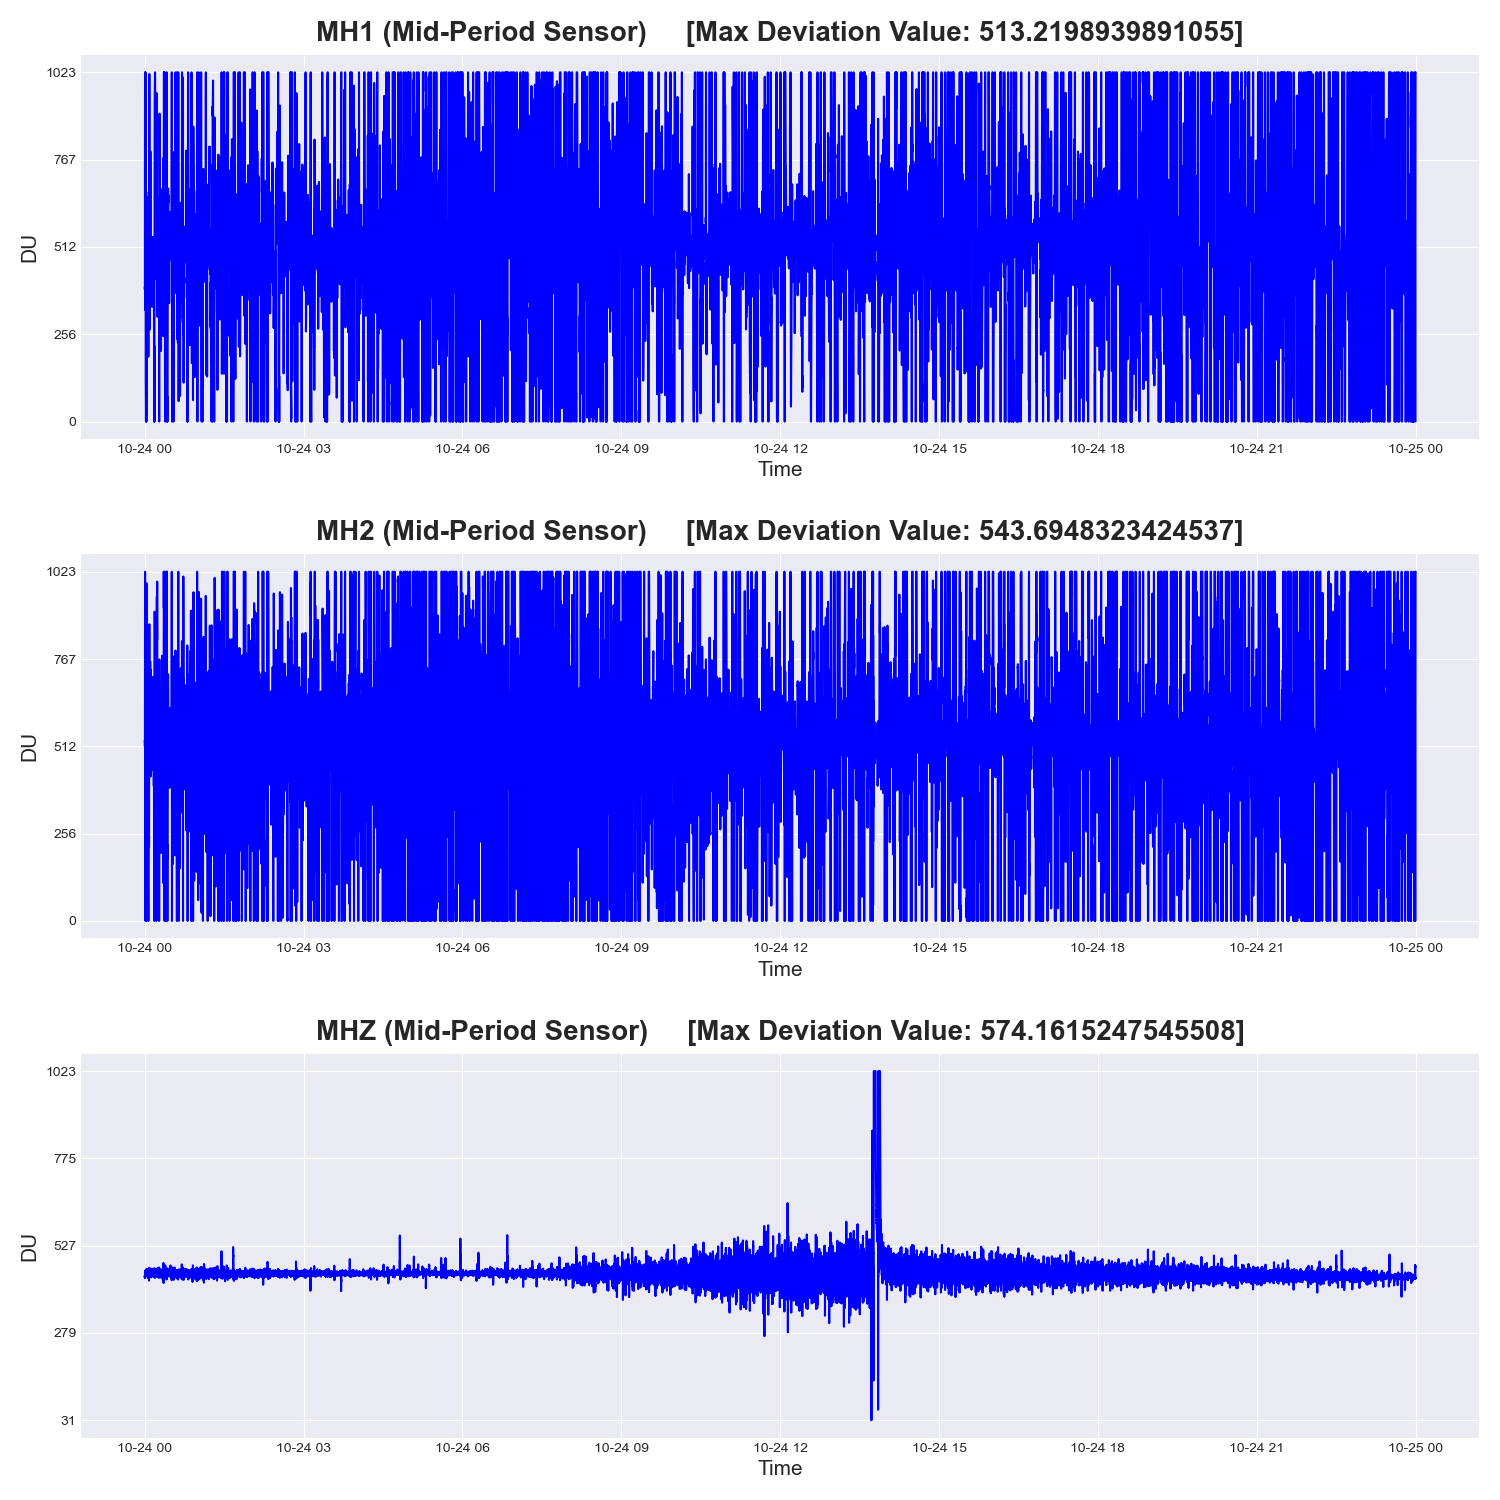 MH1 (Mid-Period Sensor) [Max Deviation Value: 513.2198939891055]
1023
767
512
256
0
DU
10-24 00 10-24 03 10-24 06 10-24 09 10-24 12 10-24 15 10-24 18 10-24 21 10-25 00
Time
MH2 (Mid-Period Sensor) [Max Deviation Value: 543.6948323424537]
1023
767
512
256
0
DU
10-24 00 10-24 03 10-24 06 10-24 09 10-24 12 10-24 15 10-24 18 10-24 21 10-25 00
Time
MHZ (Mid-Period Sensor) [Max Deviation Value: 574.1615247545508]
1023
775
527
279
31
DU
10-24 00 10-24 03 10-24 06 10-24 09 10-24 12 10-24 15 10-24 18 10-24 21 10-25 00
Time